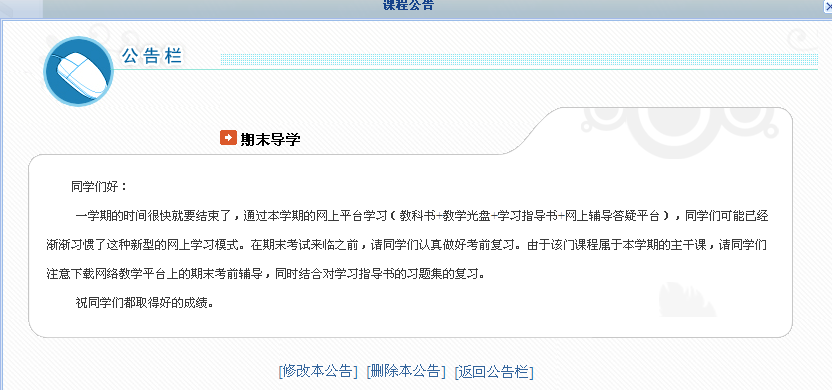 课程公告
公告栏
期末导学
同学们好：
一学期的时间很快就要结束了，通过本学期的网上平台学习（教科书+教学光盘+学习指导书+网上辅导答疑平台），同学们可能已经
渐渐习惯了这种新型的网上学习模式。在期末考试来临之前，请同学们认真做好考前复习。由于该门课程属于本学期的主干课，请同学们
注意下载网络教学平台上的期末考前辅导，同时结合对学习指导书的习题集的复习。
祝同学们都取得好的成绩。
[修改本公告] [删除本公告] [返回公告栏]